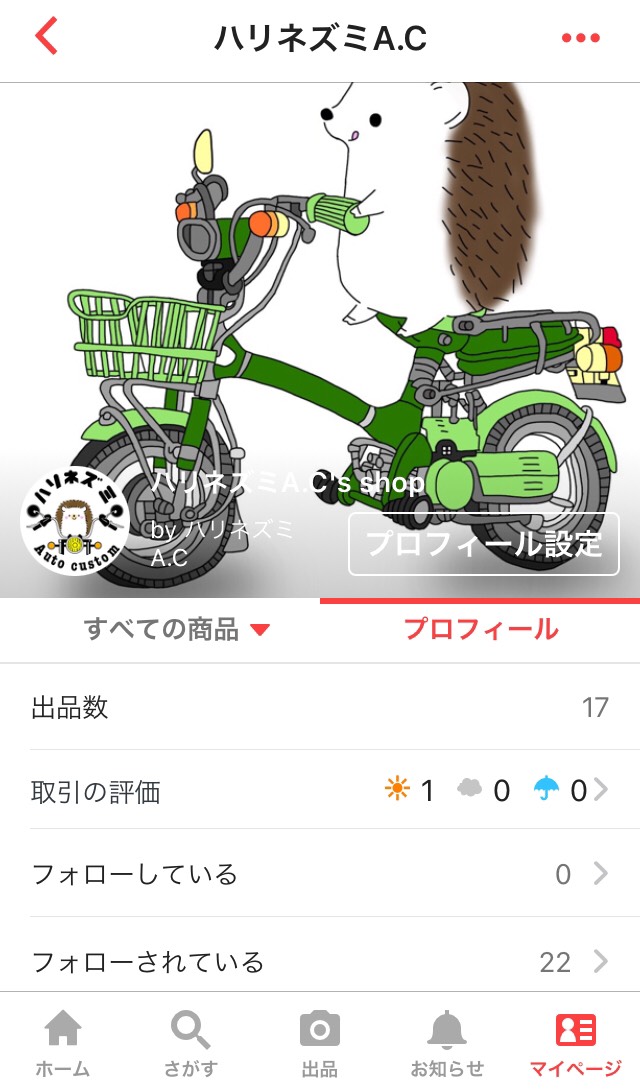 ハリネズミA.C
ハリネズミ
Auto custom
ハリネズミA.C's shop
by ハリネズミ
A.C
プロフィール設定
すべての商品
プロフィール
出品数 17
取引の評価 1 0 0
フォローしている 0
フォローされている 22
ホーム さがす 出品 お知らせ マイページ